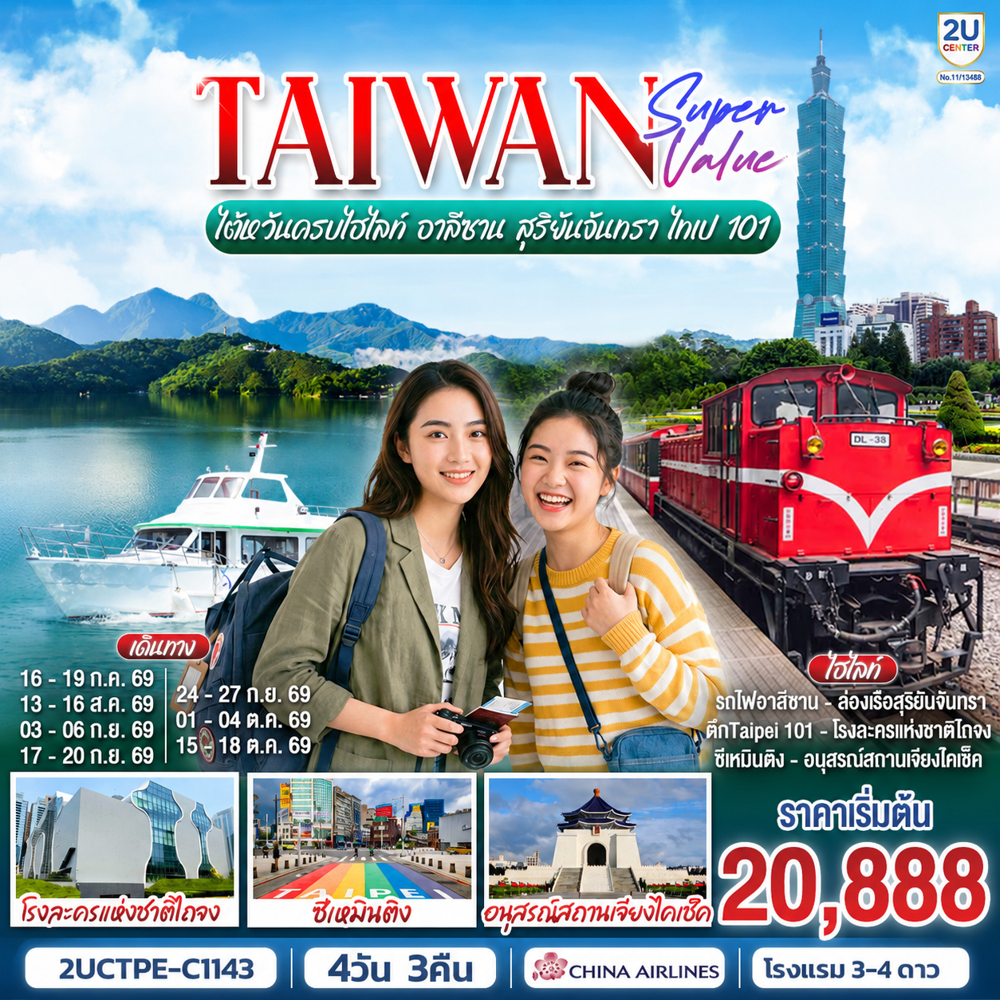 2U
CENTER
No.11/13486
TAIWAN
Super
Value
ไต้หวันครบไฮไลท์ อาลีซาน สุริยันจันทรา ไทเป 101
DL-38
เดินทาง
16 - 19 ก.ค. 69
13 - 16 ส.ค. 69
03 - 06 ก.ย. 69
17 - 20 ก.ย. 69
24 - 27 ก.ย. 69
01 - 04 ต.ค. 69
15 - 18 ต.ค. 69
ไฮไลท์
รถไฟอาลีซาน - ล่องเรือสุริยันจันทรา
ตึกTaipei 101 - โรงละครแห่งชาติไถจง
ซีเหมินติง - อนุสรณ์สถานเจียงไคเช็ค
TAIPEI
โรงละครแห่งชาติไถจง
ซีเหมินติง
อนุสรณ์สถานเจียงไคเช็ค
ราคาเริ่มต้น
20,888
2UCTPE-C1143
4วัน 3คืน
CHINA AIRLINES
โรงแรม 3-4 ดาว